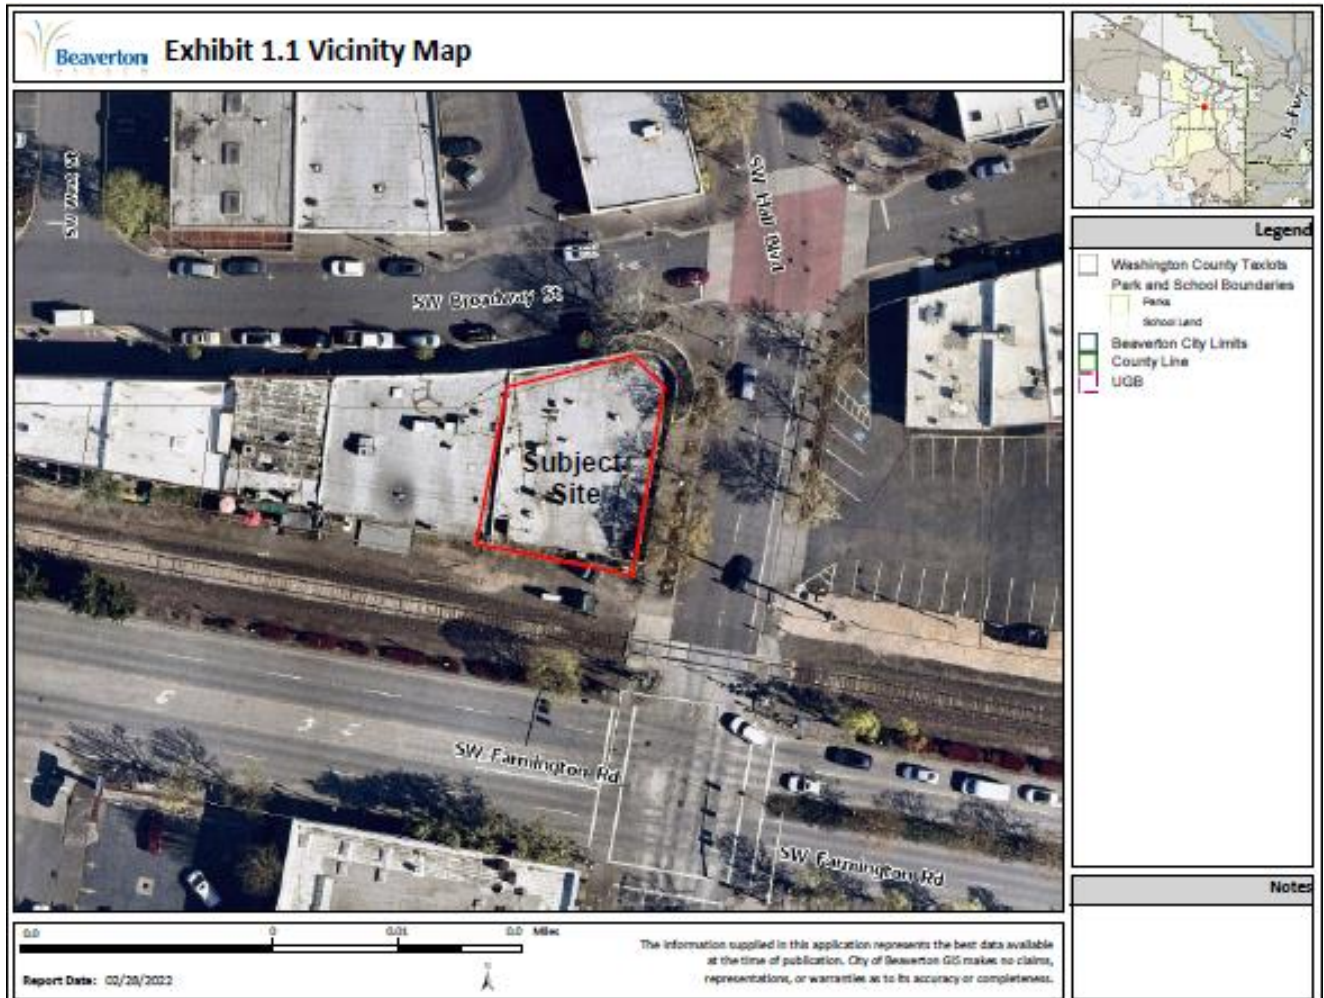 Beaverton
Exhibit 1.1 Vicinity Map
SW West St
SW Hall Blvd
SW Broadway St
Subject
Site
SW Farmington Rd
SW Farmington Rd
Legend
Washington County Taxlots
Park and School Boundaries
Parks
School Land
Beaverton City Limits
County Line
UGB
Notes
0.0 0 0.01 0.0 Miles
Report Date: 02/28/2022
N
The information supplied in this application represents the best data available
at the time of publication. City of Beaverton GIS makes no claims,
representations, or warranties as to its accuracy or completeness.